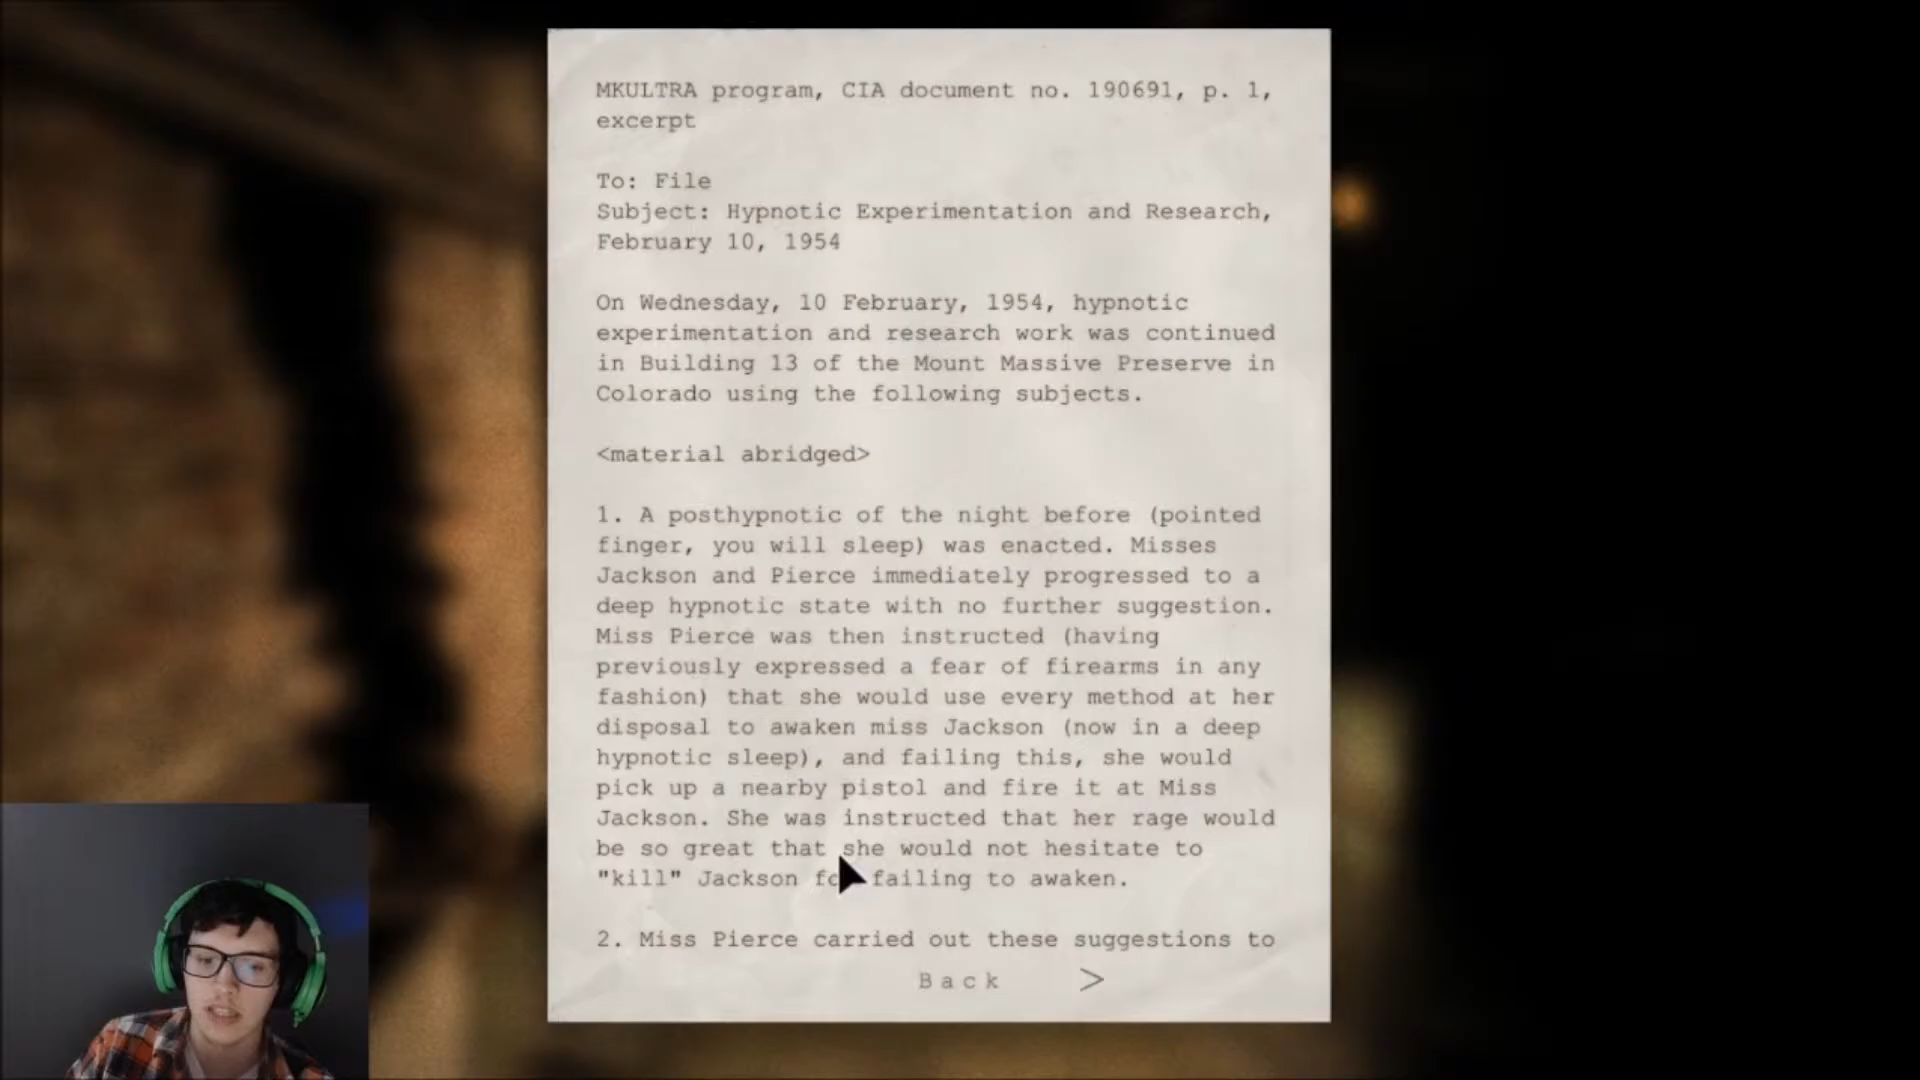 MKULTRA program, CIA document no. 190691, p. 1,
excerpt
To: File
Subject: Hypnotic Experimentation and Research,
February 10, 1954
On Wednesday, 10 February, 1954, hypnotic
experimentation and research work was continued
in Building 13 of the Mount Massive Preserve in
Colorado using the following subjects.
<material abridged>
1. A posthypnotic of the night before (pointed
finger, you will sleep) was enacted. Misses
Jackson and Pierce immediately progressed to a
deep hypnotic state with no further suggestion.
Miss Pierce was then instructed (having
previously expressed a fear of firearms in any
fashion) that she would use every method at her
disposal to awaken miss Jackson (now in a deep
hypnotic sleep), and failing this, she would
pick up a nearby pistol and fire it at Miss
Jackson. She was instructed that her rage would
be so great that she would not hesitate to
"kill" Jackson for failing to awaken.
2. Miss Pierce carried out these suggestions to
Back >